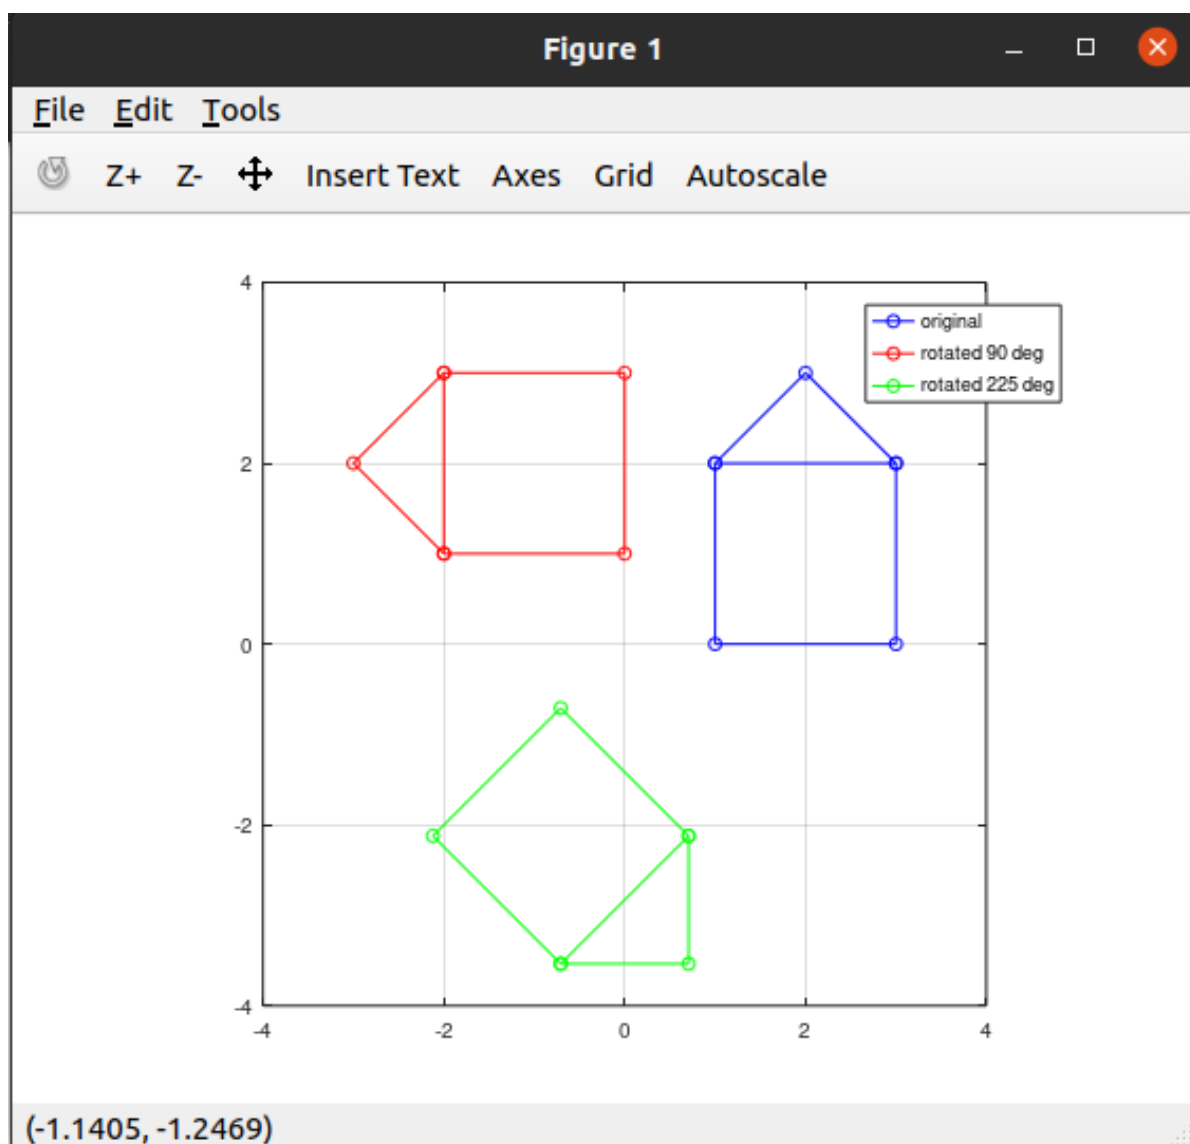 Figure 1
File Edit Tools
Z+ Z- Insert Text Axes Grid Autoscale
4
original
rotated 90 deg
rotated 225 deg
2
0
-2
-4
-4 -2 0 2 4
(-1.1405, -1.2469)